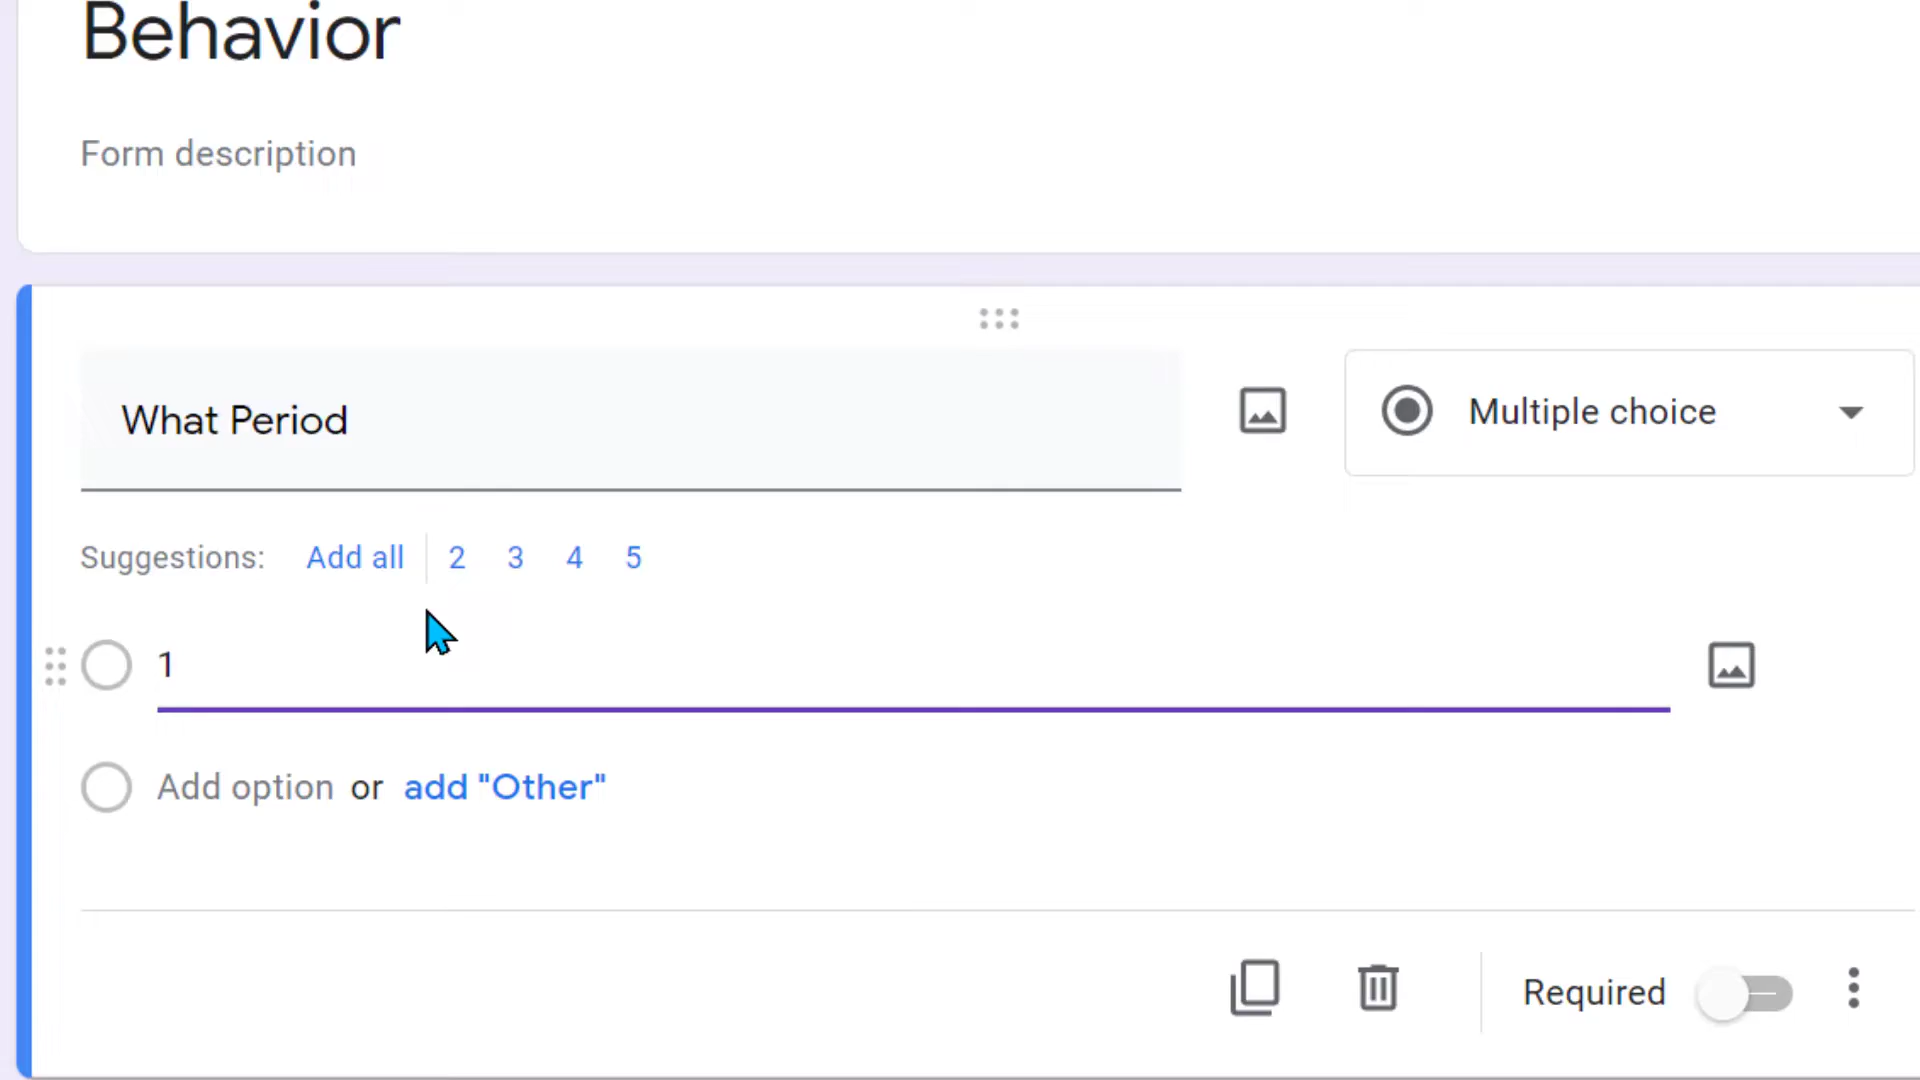 Behavior
Form description
What Period
Multiple choice
Suggestions: Add all 2 3 4 5
1
Add option or add "Other"
Required